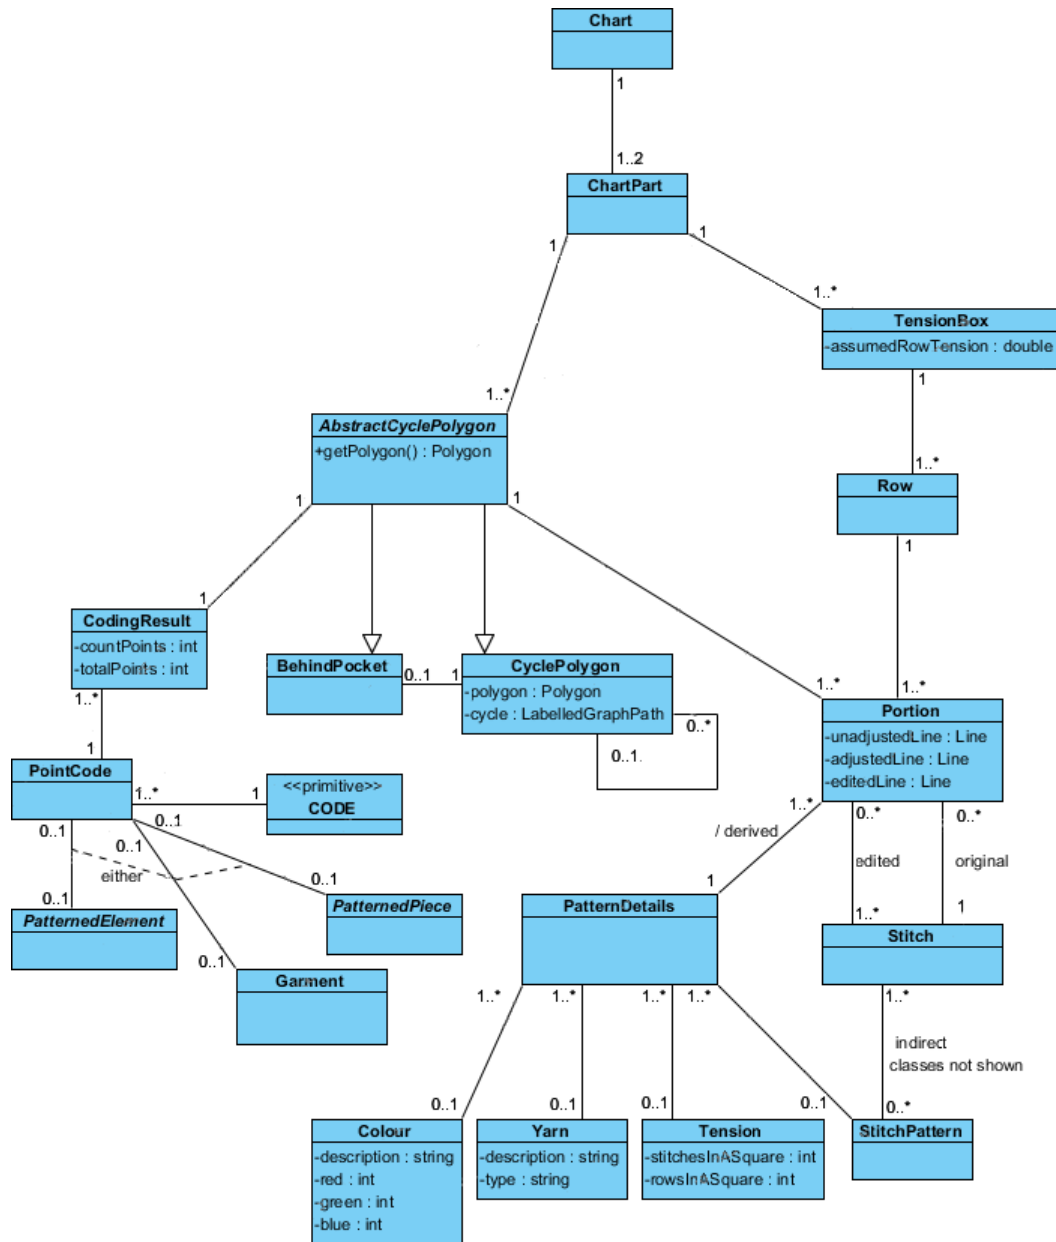 Chart
1
1..2
ChartPart
1
1
1..*
TensionBox
-assumedRowTension : double
1
1..*
AbstractCyclePolygon
+getPolygon() : Polygon
1..*
Row
1
1
1
1
CodingResult
-countPoints : int
-totalPoints : int
BehindPocket
0..1
1
CyclePolygon
-polygon : Polygon
-cycle : LabelledGraphPath
0..*
0..1
1..*
1..*
Portion
-unadjustedLine : Line
-adjustedLine : Line
-editedLine : Line
1..*
1
PointCode
1..*
1
<<primitive>>
CODE
0..1
0..1
0..1
either
0..1
0..1
PatternedElement
PatternedPiece
0..1
Garment
1..*
/ derived
0..*
0..*
edited
original
1
PatternDetails
1..*
1
Stitch
1..*
1..*
1..*
1..*
1..*
indirect
classes not shown
0..1
0..1
0..1
0..1
0..*
Colour
-description : string
-red : int
-green : int
-blue : int
Yarn
-description : string
-type : string
Tension
-stitchesInASquare : int
-rowsInASquare : int
StitchPattern